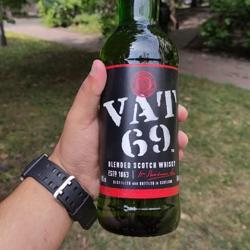 VAT
69
BLENDED SCOTCH WHISKY
ESTD 1863
DISTILLED AND BOTTLED IN SCOTLAND